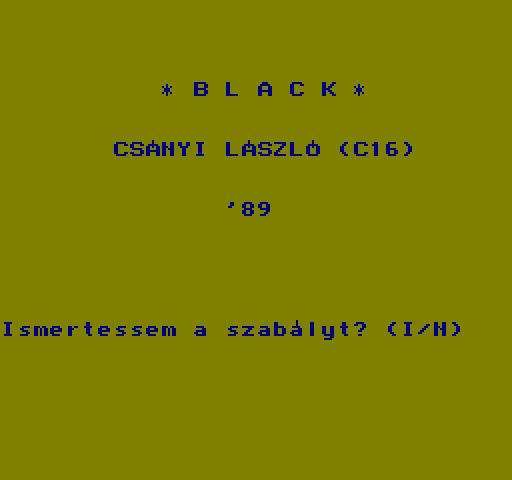 * B L A C K *
CSÁNYI LÁSZLÓ (C16)
'89
Ismertessem a szabályt? (I/N)